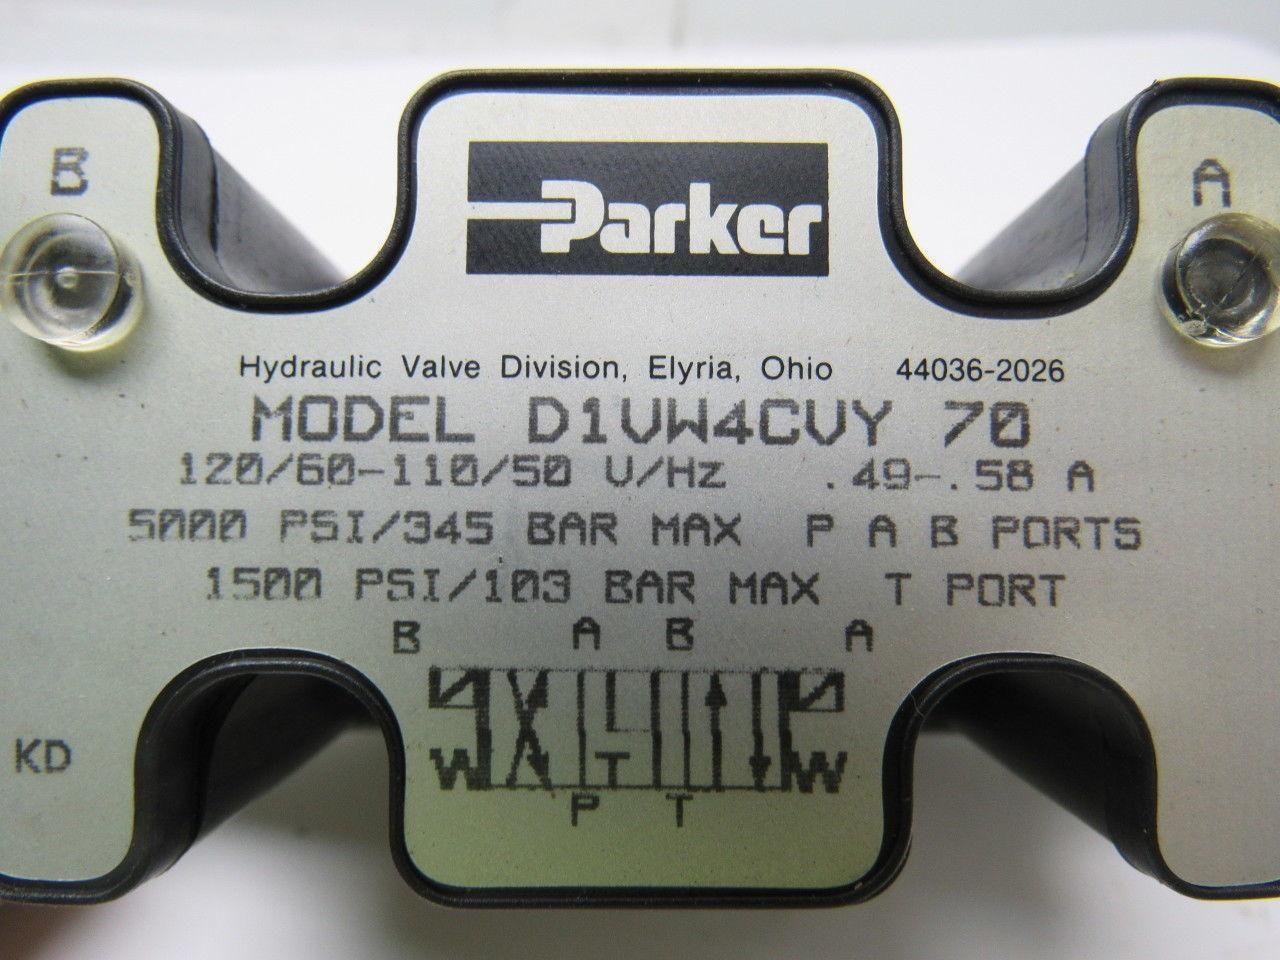 B
A
Parker
Hydraulic Valve Division, Elyria, Ohio 44036-2026
MODEL D1VW4CVY 70
120/60-110/50 V/Hz .49-.58 A
5000 PSI/345 BAR MAX P A B PORTS
1500 PSI/103 BAR MAX T PORT
B A B A
KD
P T